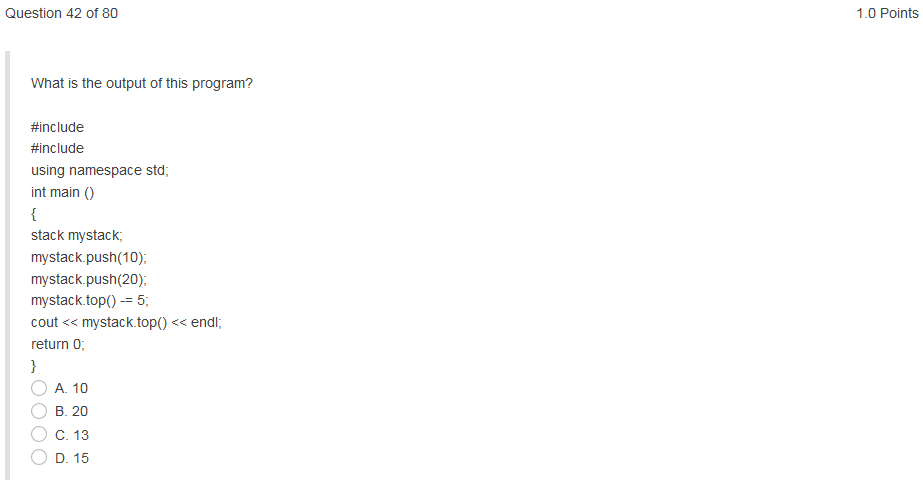 Question 42 of 80
1.0 Points
What is the output of this program?
#include
#include
using namespace std;
int main ()
{
stack mystack;
mystack.push(10);
mystack.push(20);
mystack.top() -= 5;
cout << mystack.top() << endl;
return 0;
}
A. 10
B. 20
C. 13
D. 15